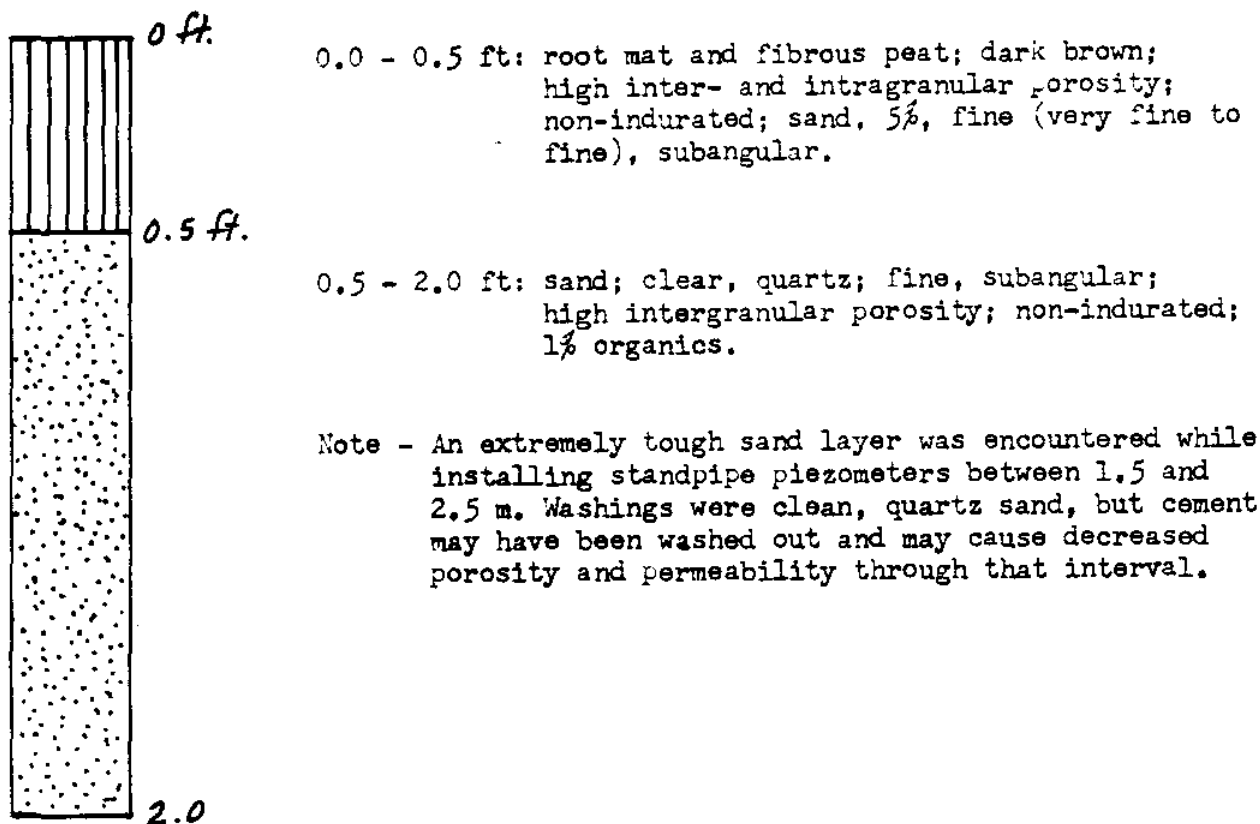 0 ft.
0.0 - 0.5 ft: root mat and fibrous peat; dark brown;
high inter- and intragranular porosity;
non-indurated; sand, 5%, fine (very fine to
fine), subangular.
0.5 ft.
0.5 - 2.0 ft: sand; clear, quartz; fine, subangular;
high intergranular porosity; non-indurated;
1% organics.
Note - An extremely tough sand layer was encountered while
installing standpipe piezometers between 1.5 and
2.5 m. Washings were clean, quartz sand, but cement
may have been washed out and may cause decreased
porosity and permeability through that interval.
2.0